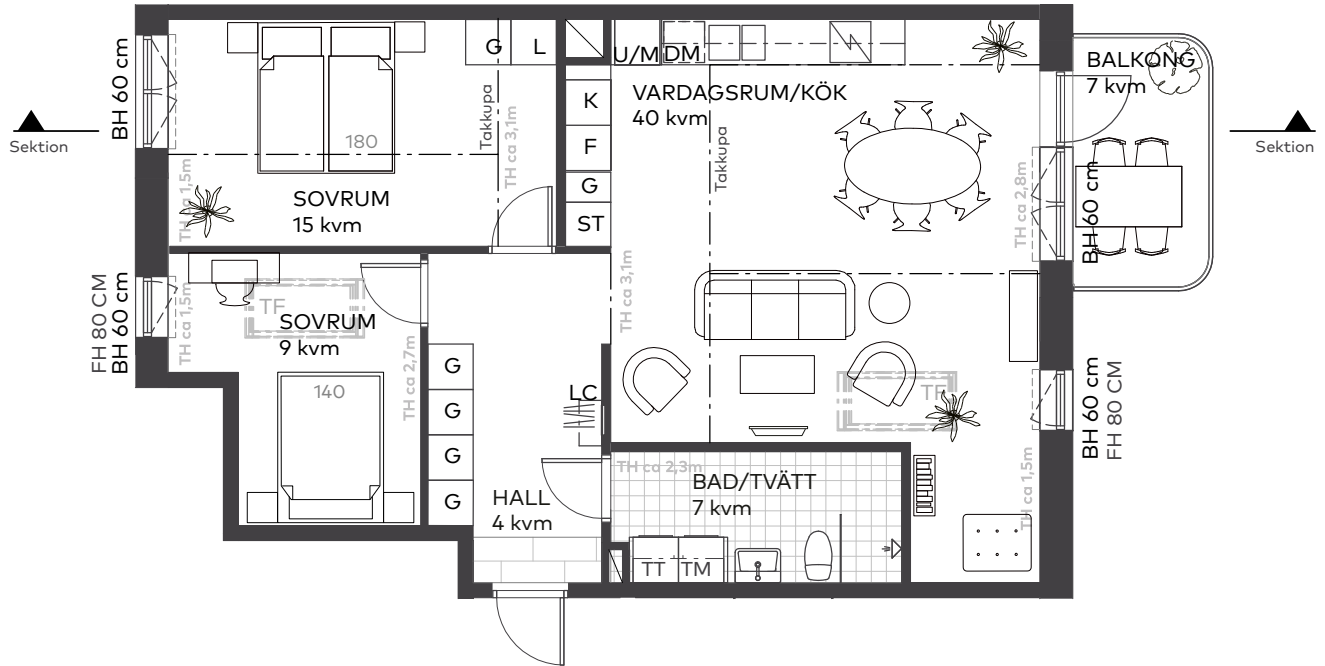 BH 60 cm
Sektion
TH ca 1,5m
180
SOVRUM
15 kvm
G
L
Takkupa
TH ca 3,1m
U/M
DM
K
F
G
ST
VARDAGSRUM/KÖK
40 kvm
Takkupa
TH ca 3,1m
TH ca 2,8m
BALKONG
7 kvm
BH 60 cm
Sektion
FH 80 CM
BH 60 cm
TH ca 1,5m
TF
SOVRUM
9 kvm
TH ca 2,7m
140
G
G
G
G
LC
HALL
4 kvm
TH ca 2,3m
BAD/TVÄTT
7 kvm
TT
TM
TF
TH ca 1,5m
BH 60 cm
FH 80 CM